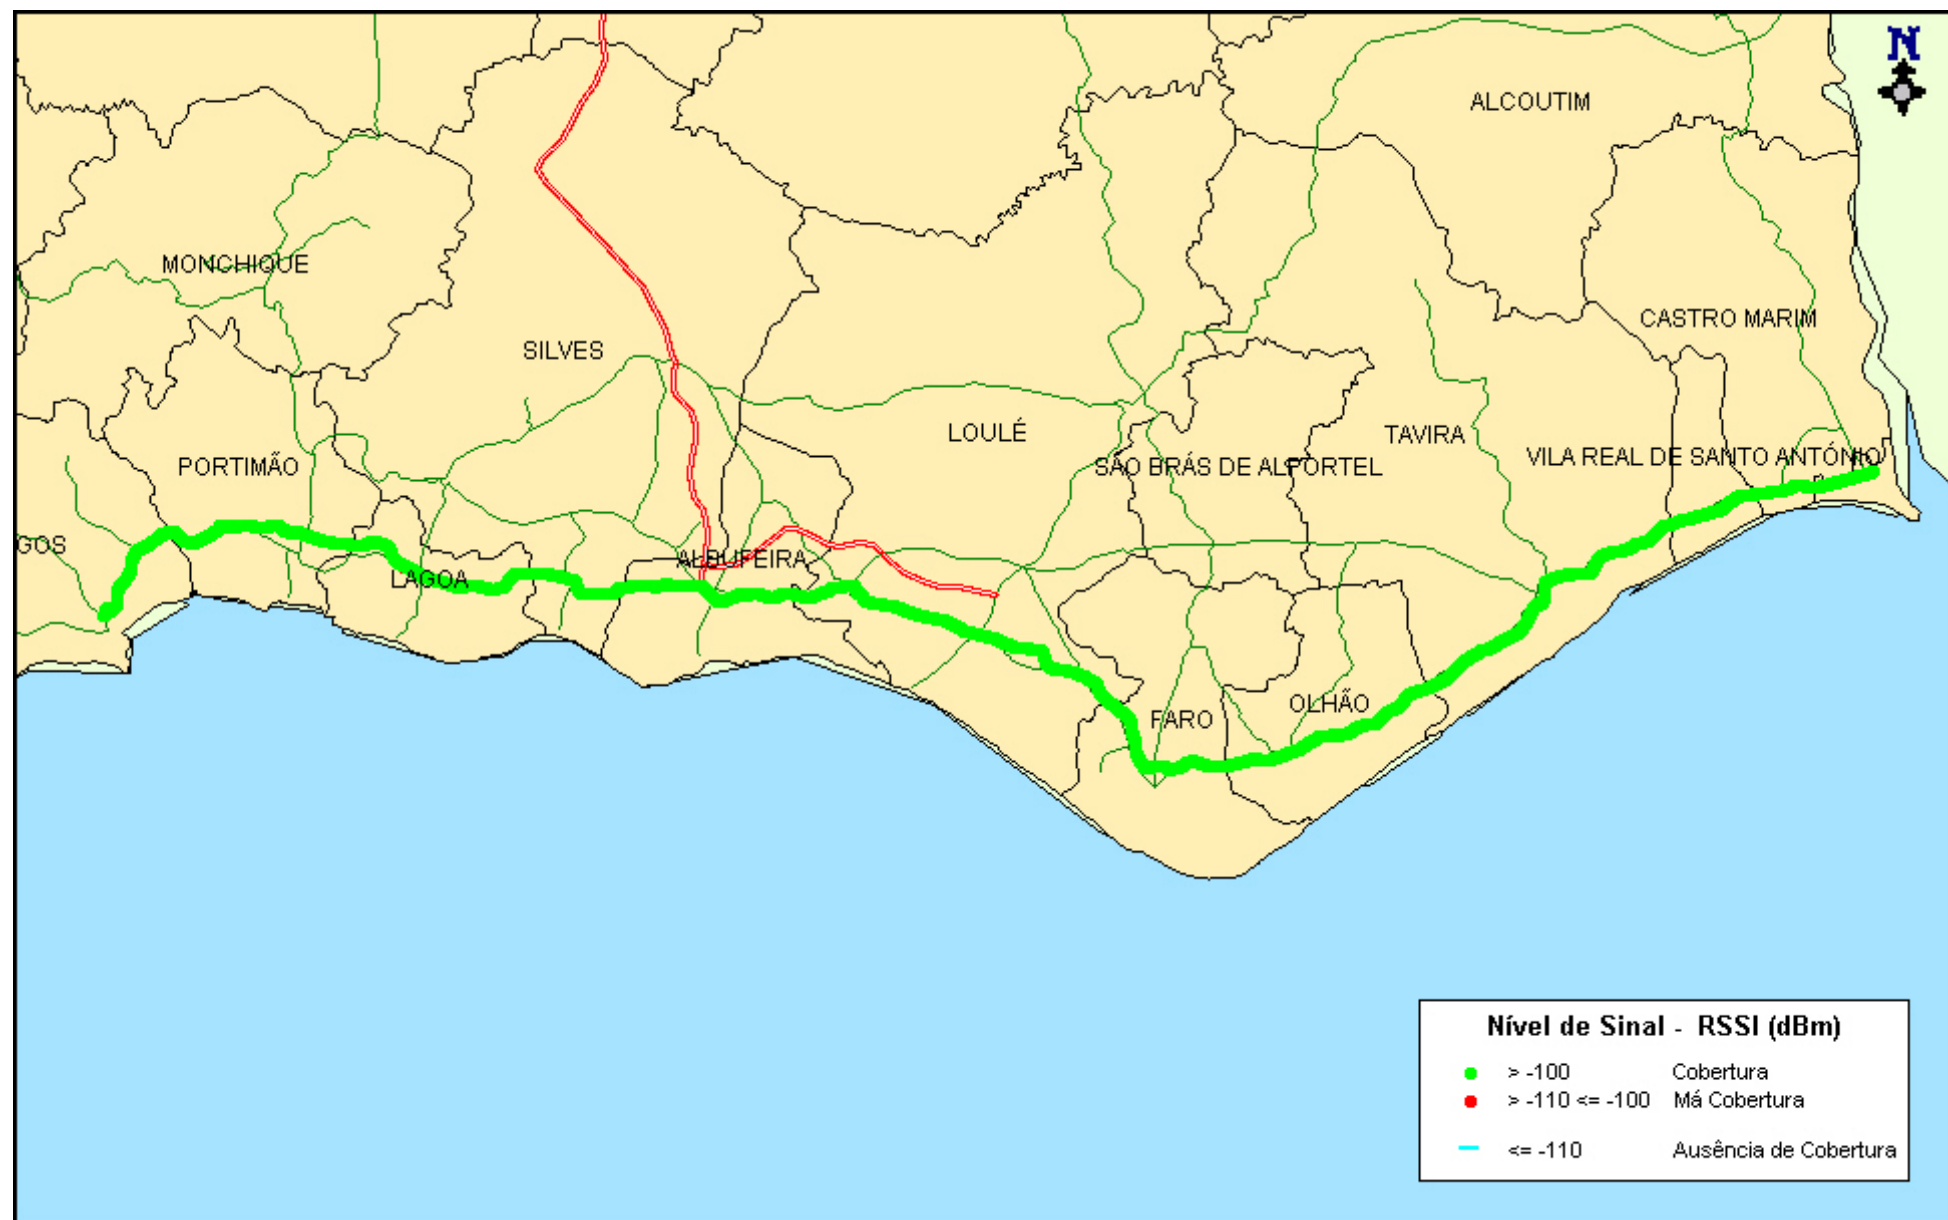 N
ALCOUTIM
MONCHIQUE
CASTRO MARIM
SILVES
LOULÉ
TAVIRA
PORTIMÃO
SÃO BRÁS DE ALPORTEL
VILA REAL DE SANTO ANTÓNIO
GOS
ALBUFEIRA
LAGOA
OLHÃO
FARO
Nível de Sinal - RSSI (dBm)
> -100 Cobertura
> -110 <= -100 Má Cobertura
<= -110 Ausência de Cobertura